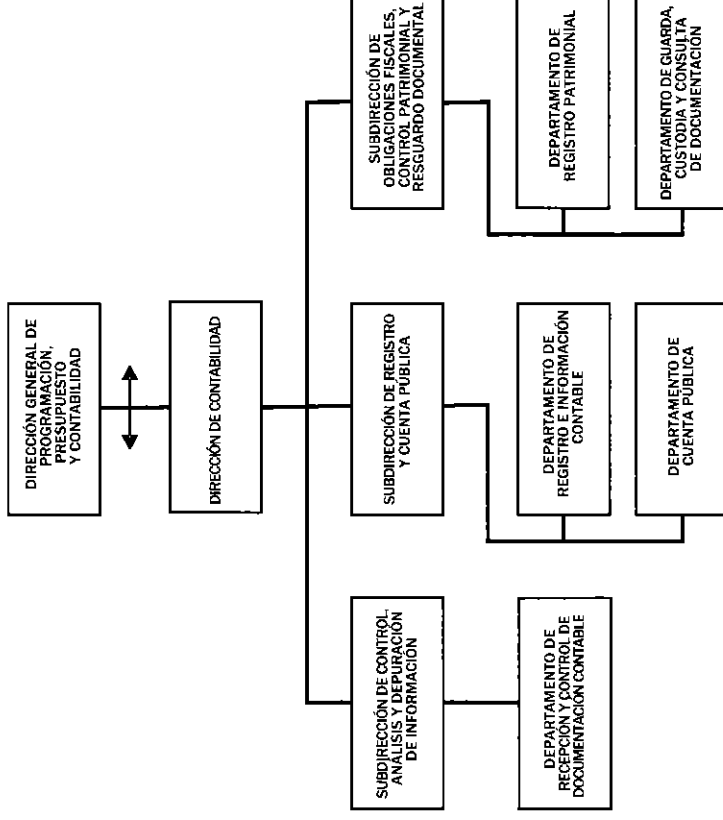 DIRECCIÓN GENERAL DE
PROGRAMACIÓN,
PRESUPUESTO
Y CONTABILIDAD
DIRECCIÓN DE CONTABILIDAD
SUBDIRECCIÓN DE CONTROL,
ANÁLISIS Y DEPURACIÓN
DE INFORMACIÓN
DEPARTAMENTO DE
RECEPCIÓN Y CONTROL DE
DOCUMENTACION CONTABLE
SUBDIRECCIÓN DE REGISTRO
Y CUENTA PÚBLICA
DEPARTAMENTO DE
REGISTRO E INFORMACIÓN
CONTABLE
DEPARTAMENTO DE
CUENTA PÚBLICA
SUBDIRECCIÓN DE
OBLIGACIONES FISCALES,
CONTROL PATRIMONIAL Y
RESGUARDO DOCUMENTAL
DEPARTAMENTO DE
REGISTRO PATRIMONIAL
DEPARTAMENTO DE GUARDA,
CUSTODIA Y CONSULTA
DE DOCUMENTACIÓN